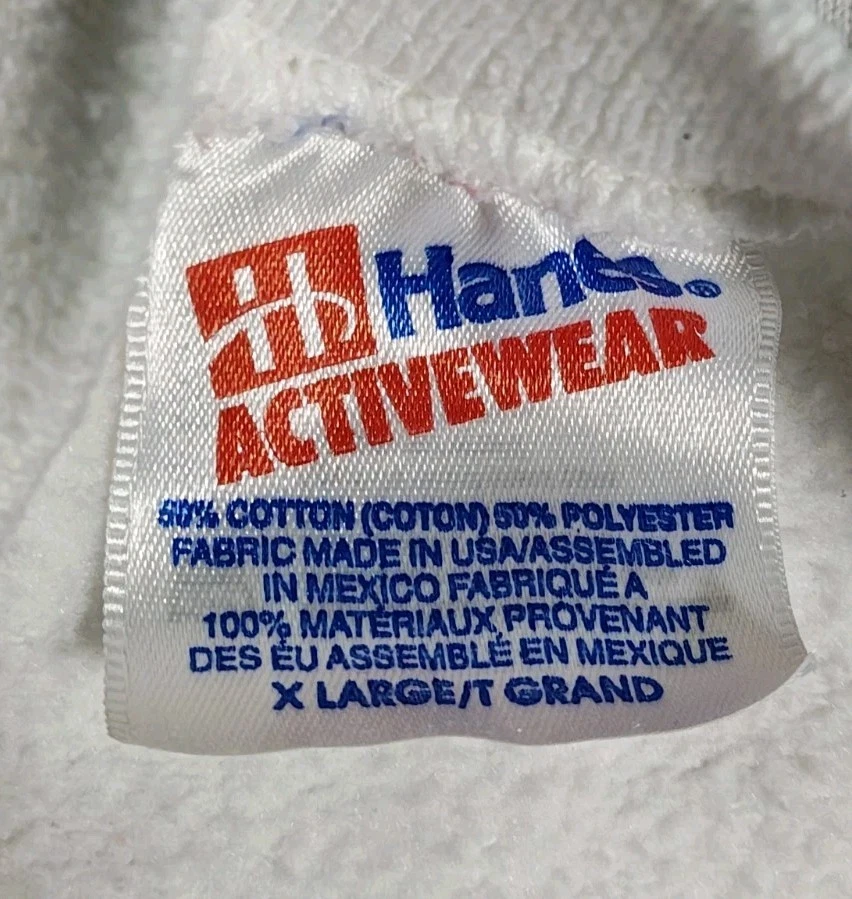 Hanes®
ACTIVEWEAR
50% COTTON (COTON) 50% POLYESTER
FABRIC MADE IN USA/ASSEMBLED
IN MEXICO FABRIQUÉ A
100% MATÉRIAUX PROVENANT
DES ÉU ASSEMBLÉ EN MEXIQUE
X LARGE/T GRAND